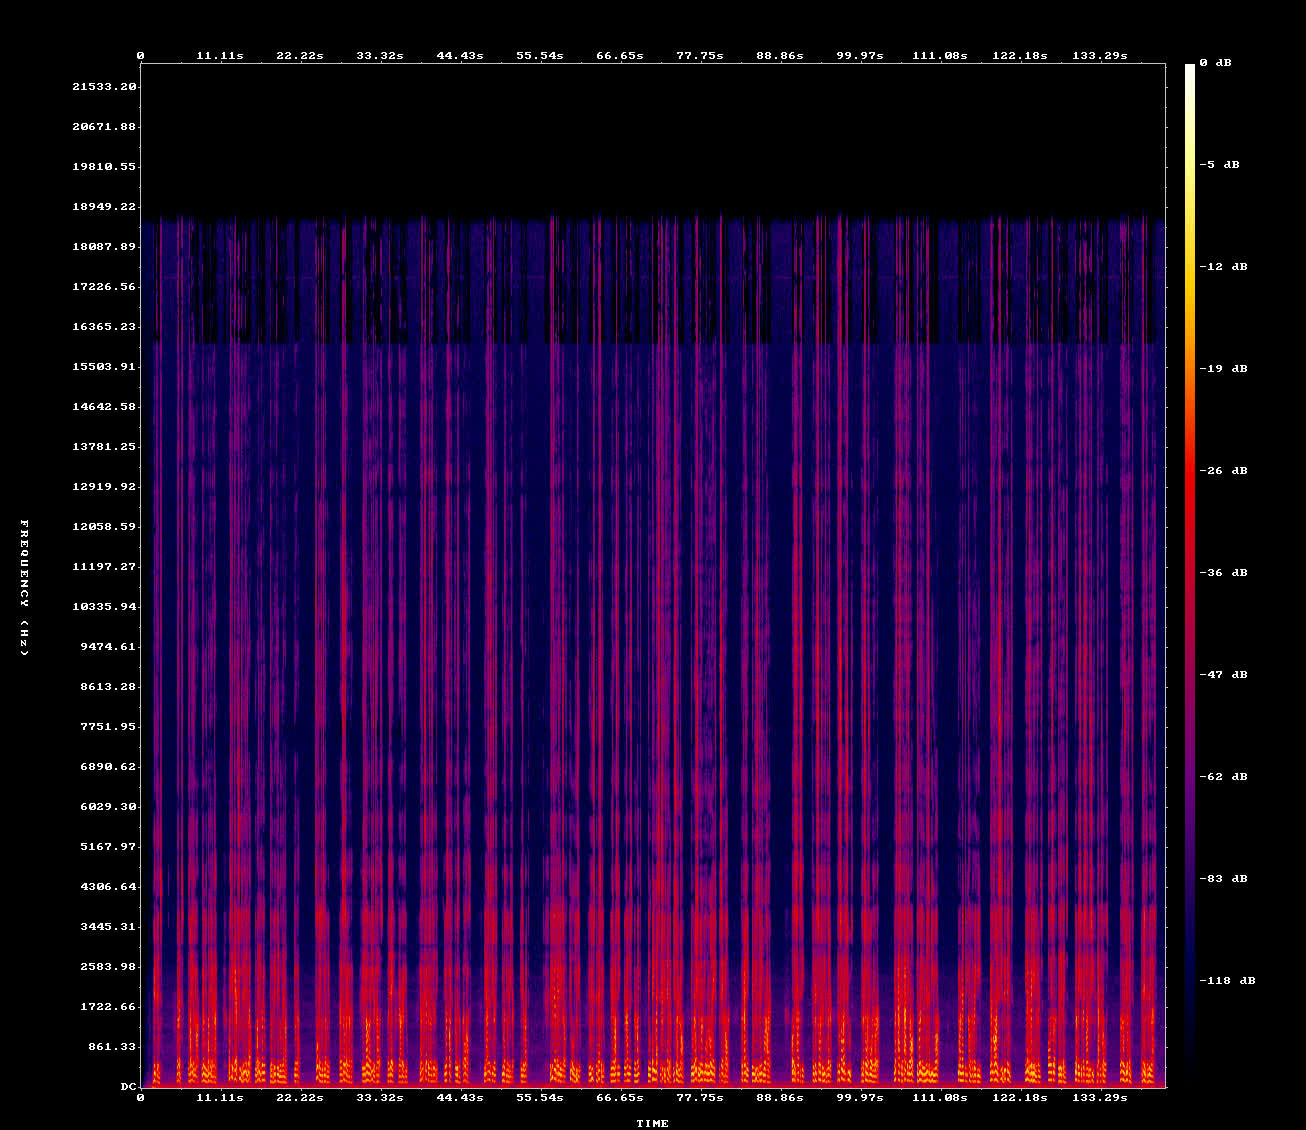 0 11.11s 22.22s 33.32s 44.43s 55.54s 66.65s 77.75s 88.86s 99.97s 111.08s 122.18s 133.29s
0 dB
21533.20
20671.88
-5 dB
19810.55
18949.22
18087.89
-12 dB
17226.56
16365.23
15503.91
-19 dB
14642.58
13781.25
-26 dB
12919.92
12058.59
11197.27
-36 dB
10335.94
9474.61
-47 dB
8613.28
7751.95
6890.62
-62 dB
6029.30
5167.97
4306.64
-83 dB
3445.31
2583.98
-118 dB
1722.66
861.33
DC
0 11.11s 22.22s 33.32s 44.43s 55.54s 66.65s 77.75s 88.86s 99.97s 111.08s 122.18s 133.29s
TIME
FREQUENCY (Hz)